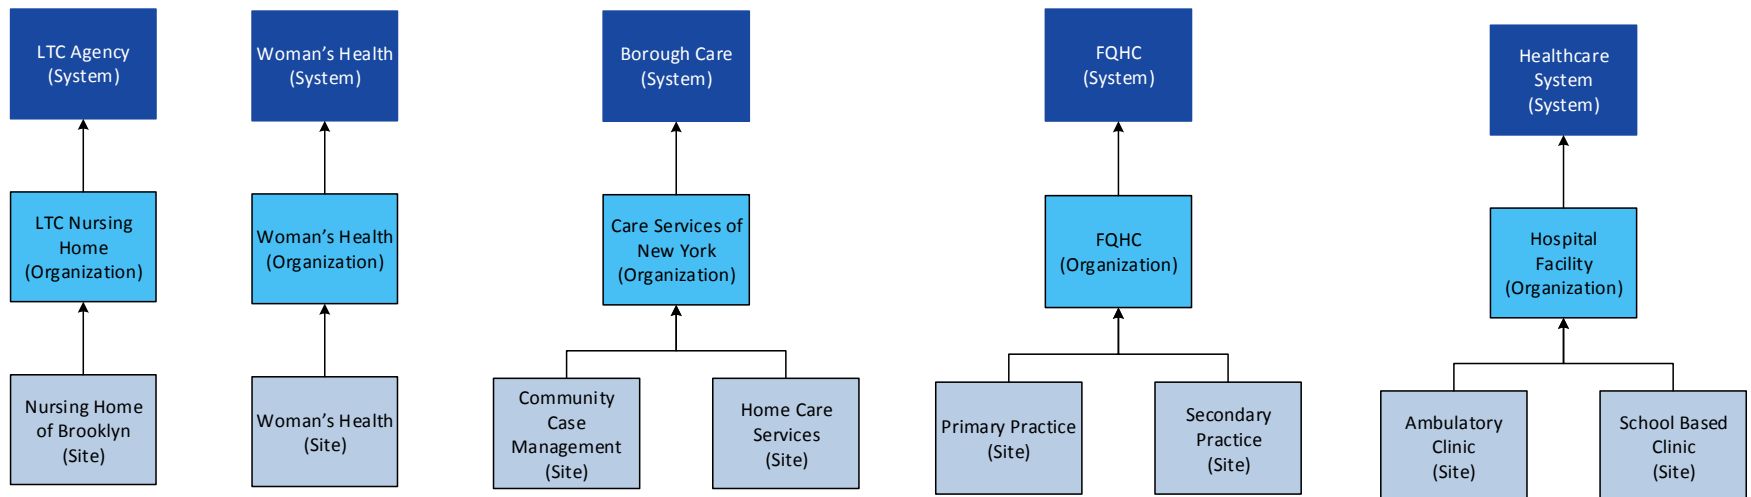 LTC Agency
(System)
Woman’s Health
(System)
Borough Care
(System)
FQHC
(System)
Healthcare
System
(System)
LTC Nursing
Home
(Organization)
Woman’s Health
(Organization)
Care Services of
New York
(Organization)
FQHC
(Organization)
Hospital
Facility
(Organization)
Nursing Home
of Brooklyn
(Site)
Woman’s Health
(Site)
Community
Case
Management
(Site)
Home Care
Services
(Site)
Primary Practice
(Site)
Secondary
Practice
(Site)
Ambulatory
Clinic
(Site)
School Based
Clinic
(Site)